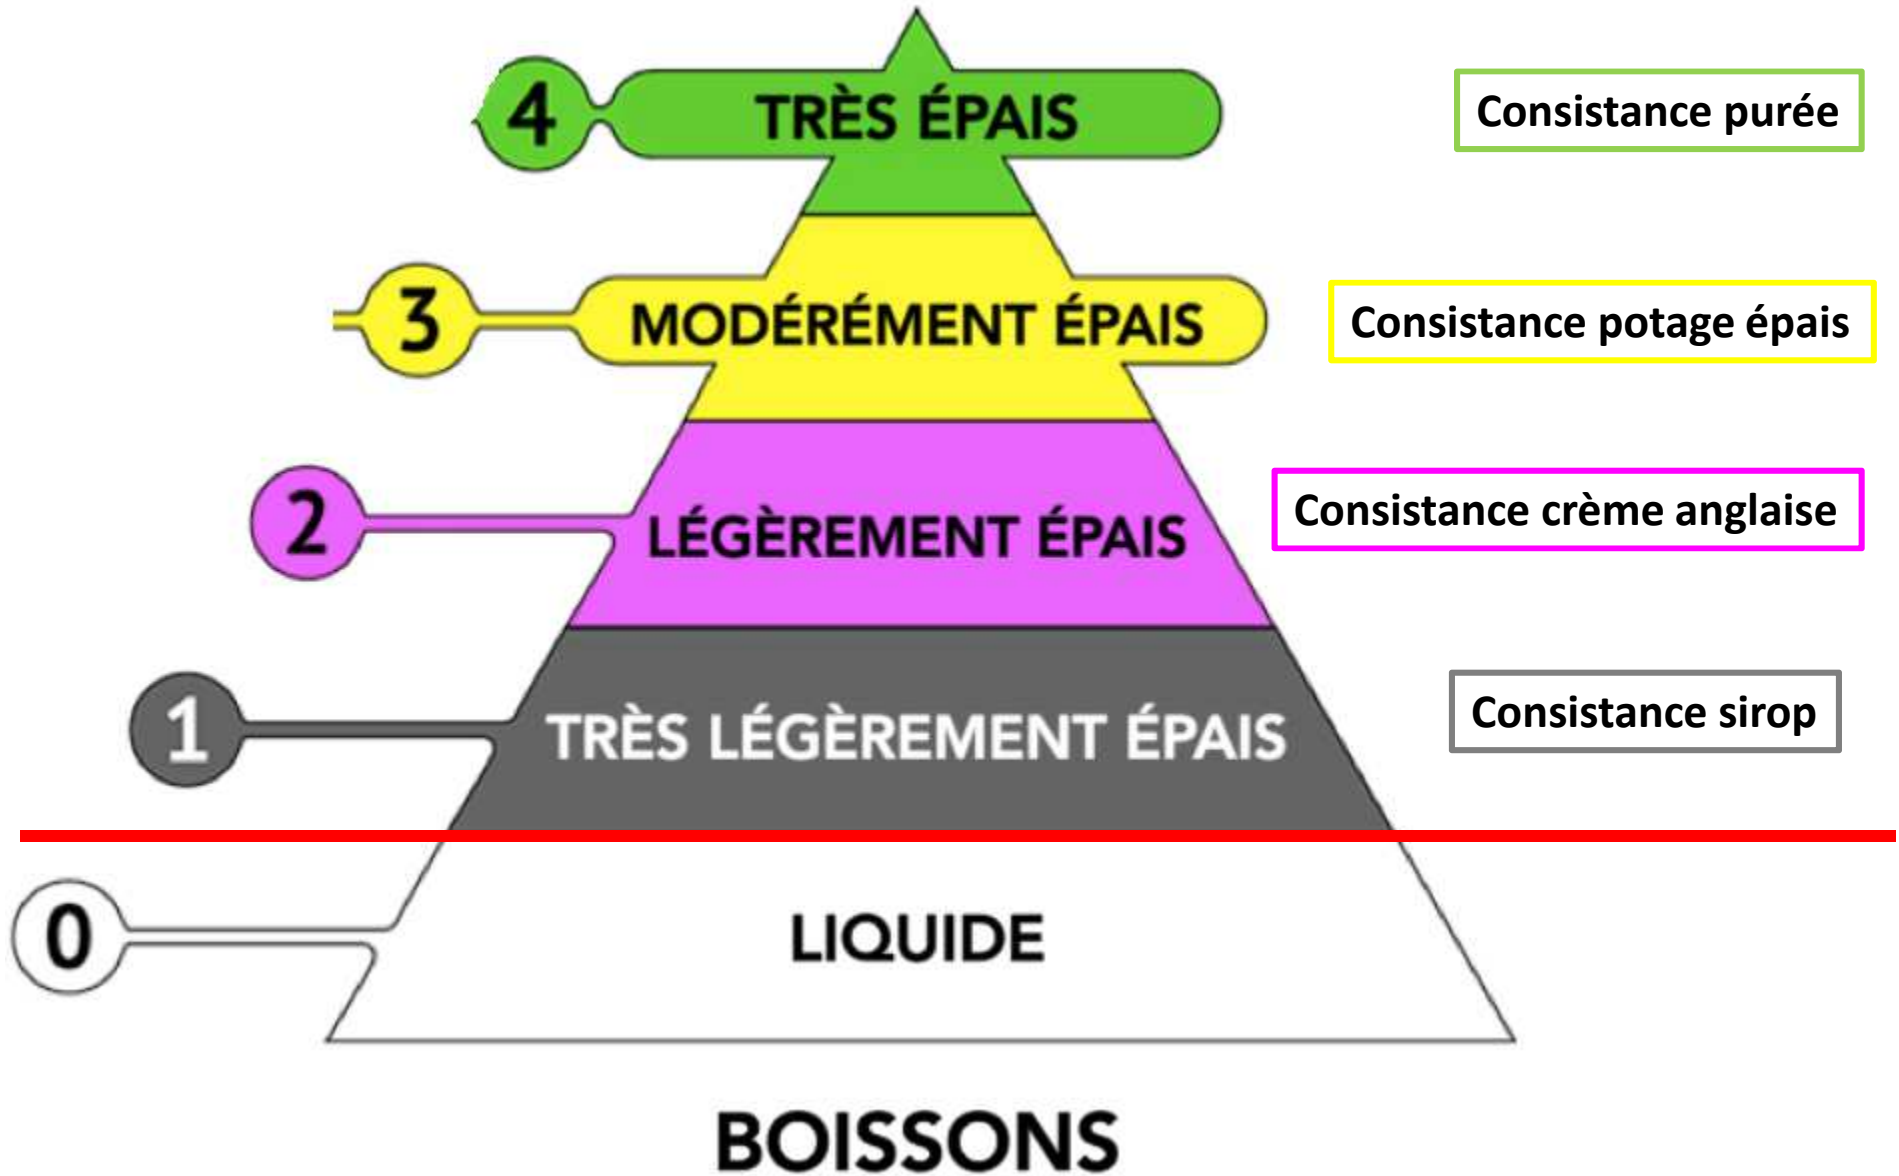 4
TRÈS ÉPAIS
Consistance purée
3
MODÉRÉMENT ÉPAIS
Consistance potage épais
2
LÉGÈREMENT ÉPAIS
Consistance crème anglaise
1
TRÈS LÉGÈREMENT ÉPAIS
Consistance sirop
0
LIQUIDE
BOISSONS